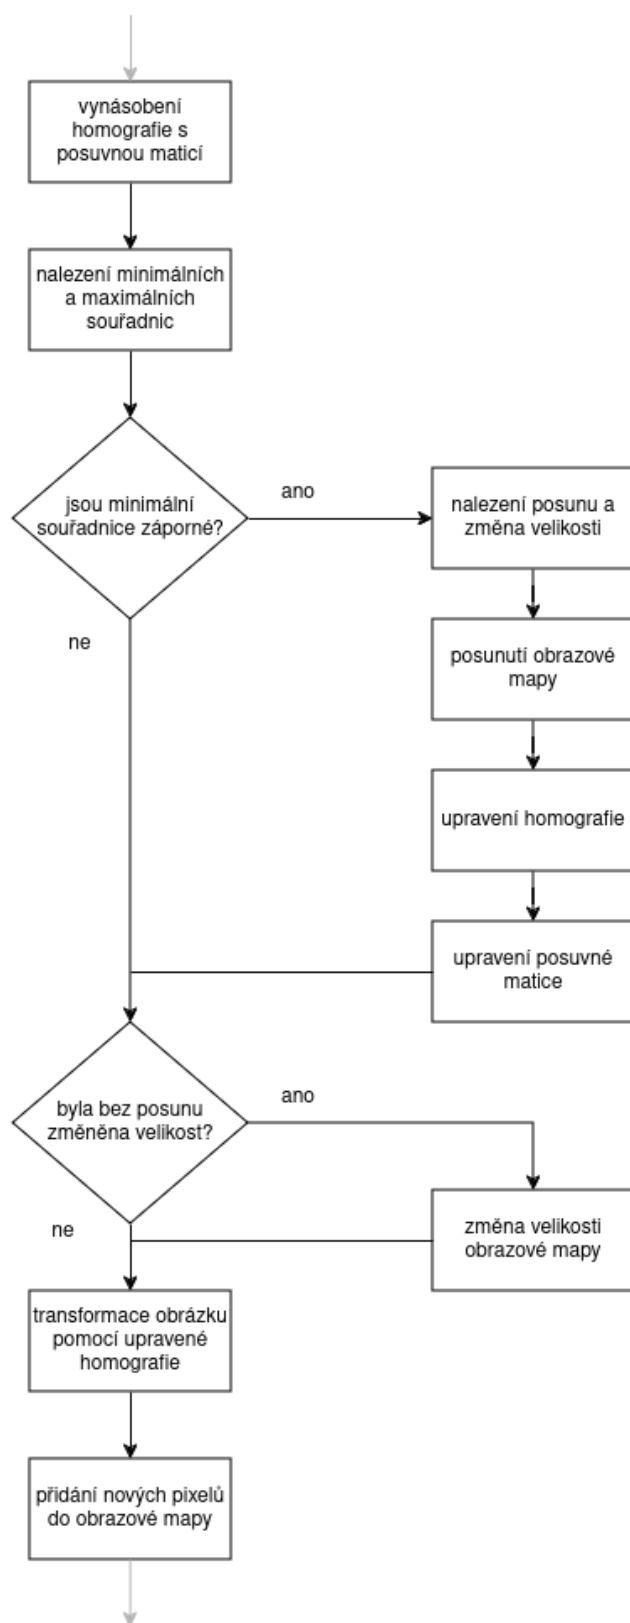 vynásobení
homografie s
posuvnou maticí
nalezení minimálních
a maximálních
souřadnic
jsou minimální
souřadnice záporné?
ano
nalezení posunu a
změna velikosti
ne
posunutí obrazové
mapy
upravení homografie
upravení posuvné
matice
byla bez posunu
změněna velikost?
ano
ne
změna velikosti
obrazové mapy
transformace obrázku
pomocí upravené
homografie
přidání nových pixelů
do obrazové mapy